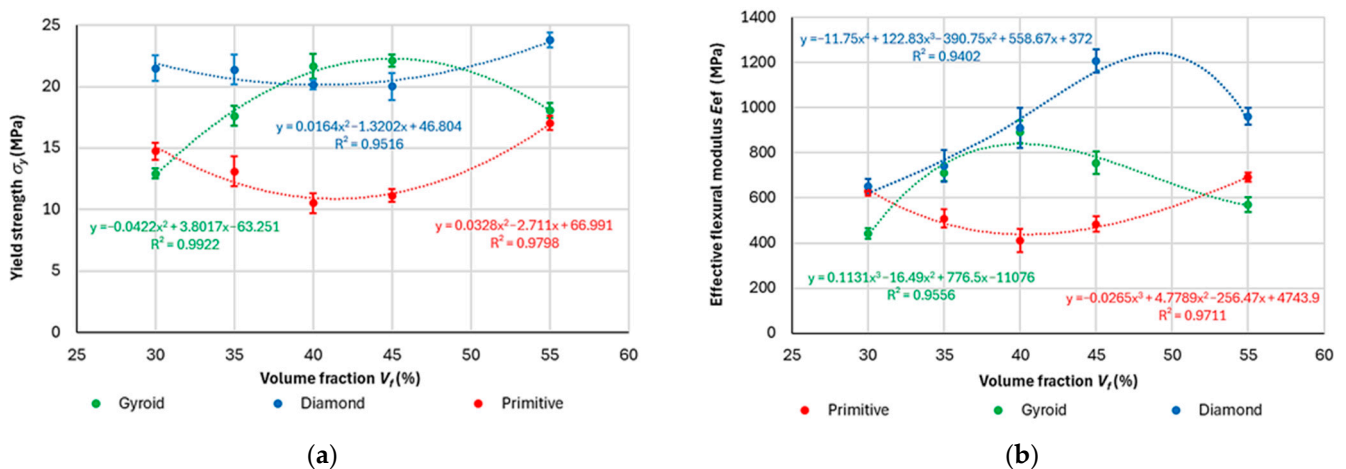 25
20
15
10
5
0
Yield strength σy (MPa)
y = 0.0164x² − 1.3202x + 46.804
R² = 0.9516
y = −0.0422x² + 3.8017x − 63.251
R² = 0.9922
y = 0.0328x² − 2.711x + 66.991
R² = 0.9798
25 30 35 40 45 50 55 60
Volume fraction Vf (%)
Gyroid Diamond Primitive
(a)
1400
1200
1000
800
600
400
200
0
Effective flexural modulus Eef (MPa)
y = −11.75x⁴ + 122.83x³ − 390.75x² + 558.67x + 372
R² = 0.9402
y = 0.1131x³ − 16.49x² + 776.5x − 11076
R² = 0.9556
y = −0.0265x³ + 4.7789x² − 256.47x + 4743.9
R² = 0.9711
25 30 35 40 45 50 55 60
Volume fraction Vf (%)
Primitive Gyroid Diamond
(b)